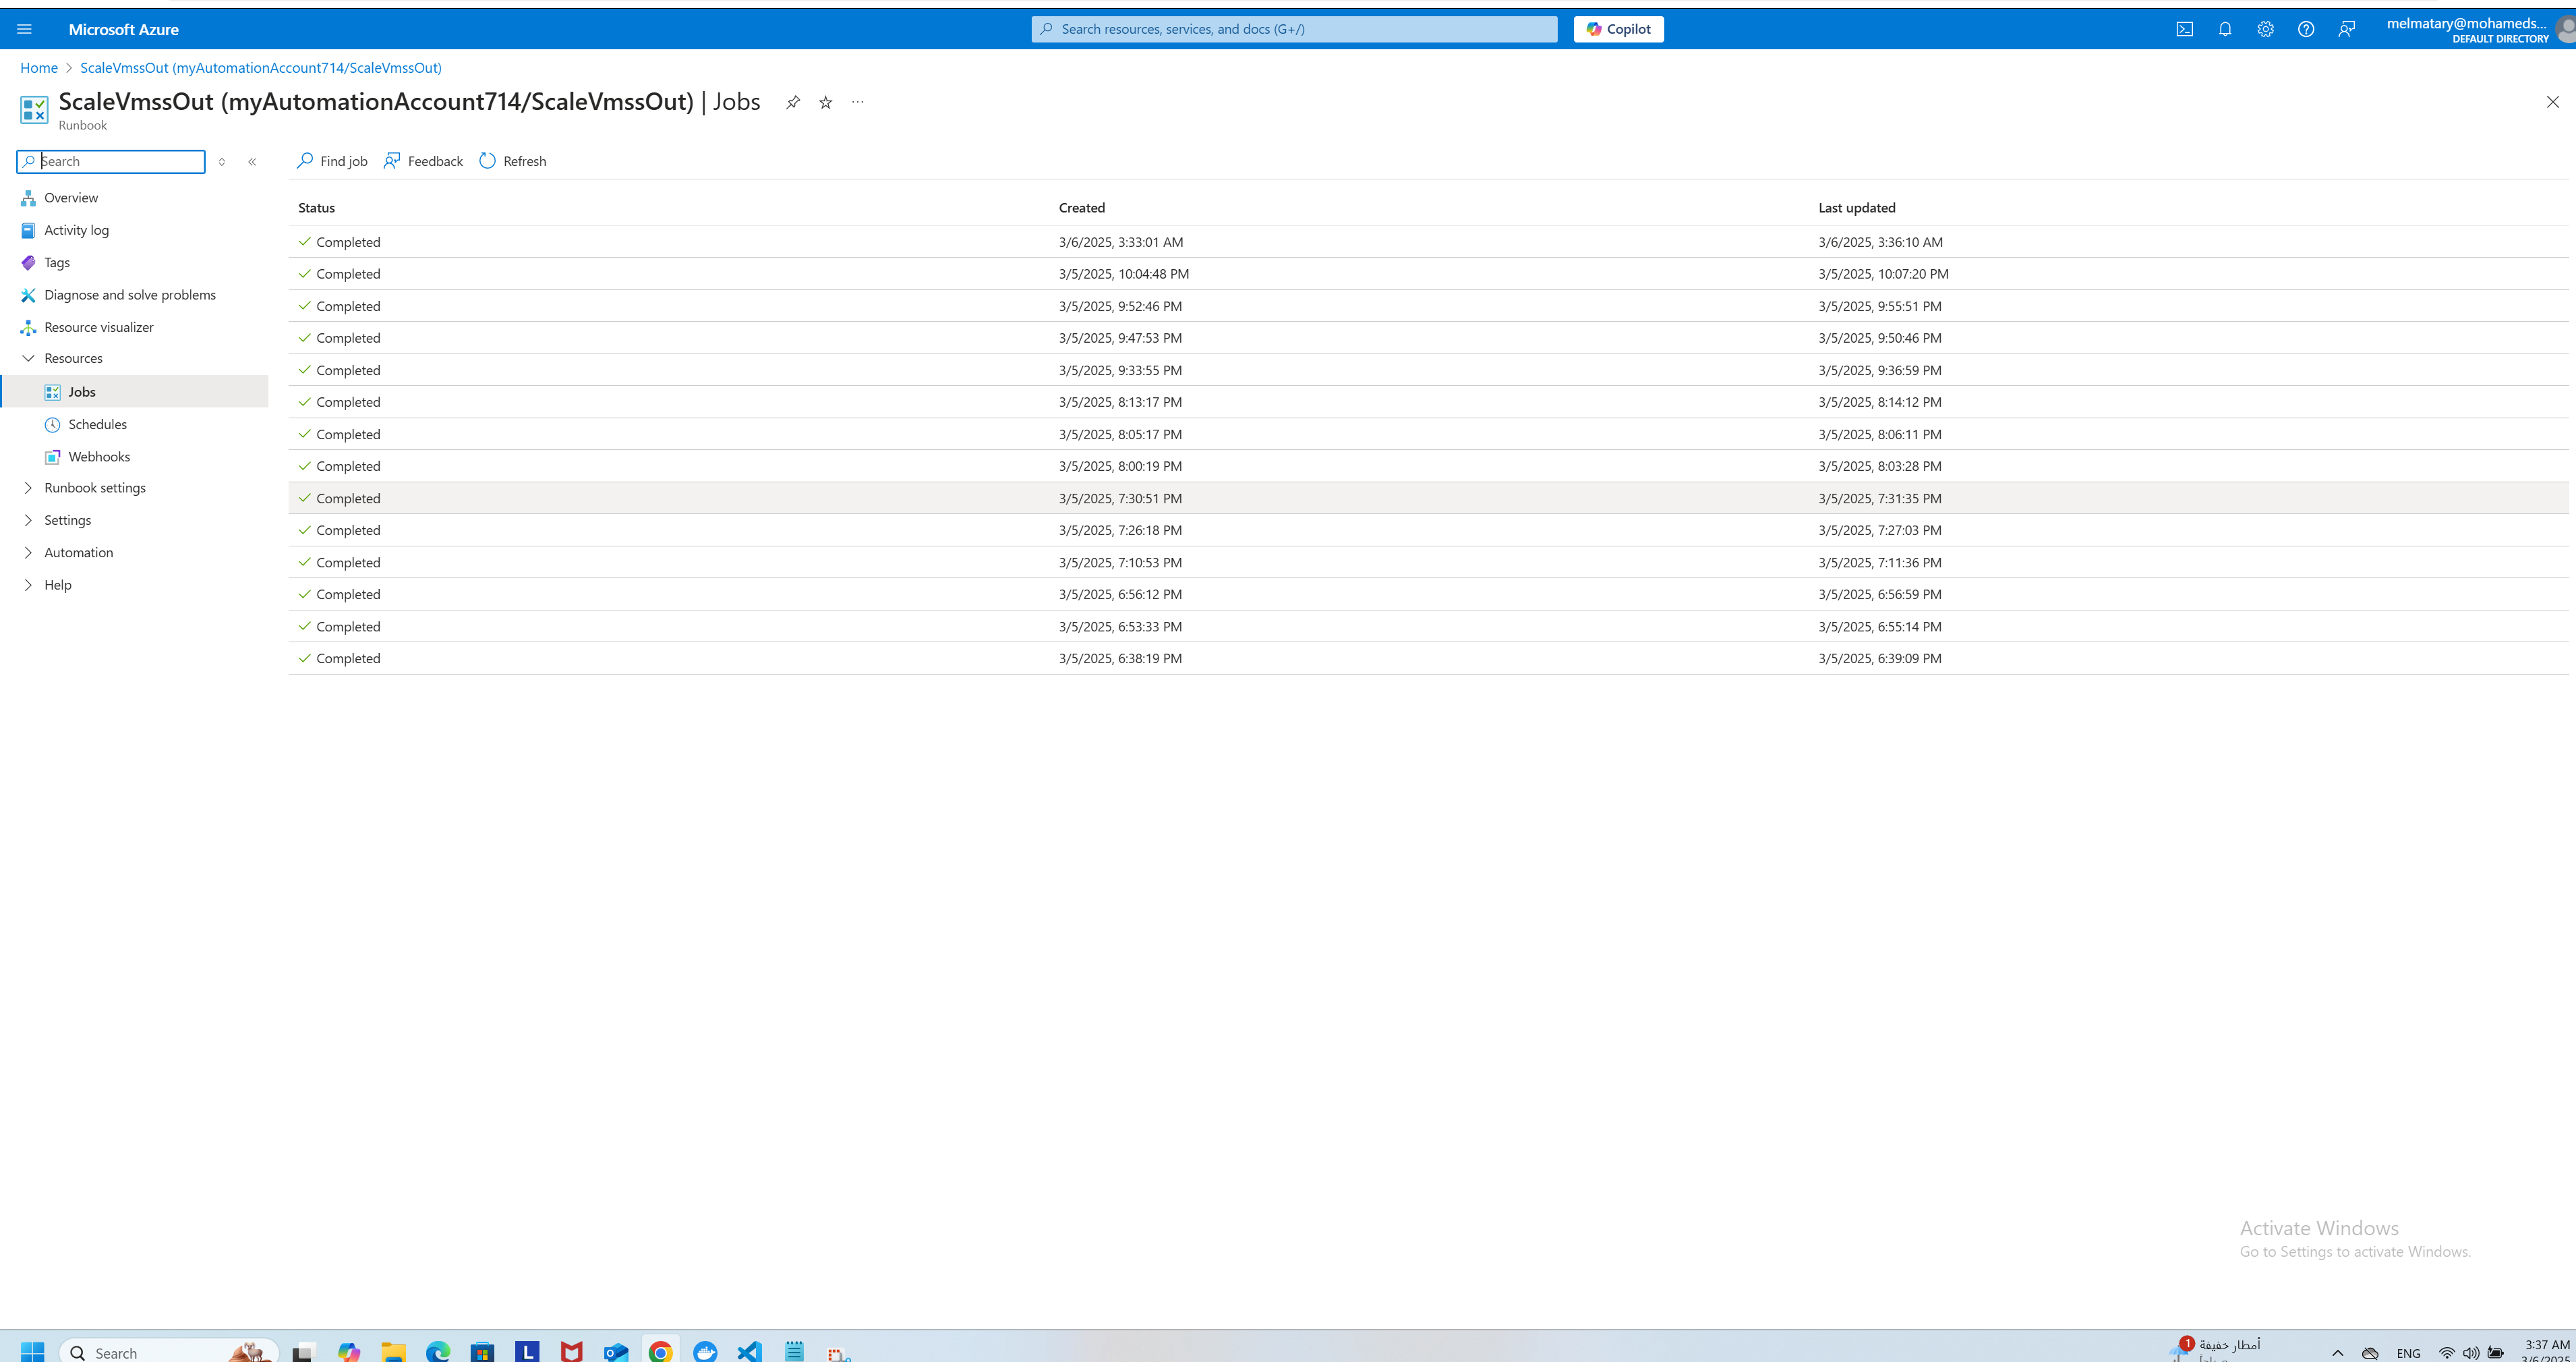 Microsoft Azure
Search resources, services, and docs (G+/)
Copilot
melmatary@mohameds...
DEFAULT DIRECTORY
Home > ScaleVmssOut (myAutomationAccount714/ScaleVmssOut)
ScaleVmssOut (myAutomationAccount714/ScaleVmssOut) | Jobs
Runbook
Search
Overview
Activity log
Tags
Diagnose and solve problems
Resource visualizer
Resources
Jobs
Schedules
Webhooks
Runbook settings
Settings
Automation
Help
Find job Feedback Refresh
Status Created Last updated
Completed 3/6/2025, 3:33:01 AM 3/6/2025, 3:36:10 AM
Completed 3/5/2025, 10:04:48 PM 3/5/2025, 10:07:20 PM
Completed 3/5/2025, 9:52:46 PM 3/5/2025, 9:55:51 PM
Completed 3/5/2025, 9:47:53 PM 3/5/2025, 9:50:46 PM
Completed 3/5/2025, 9:33:55 PM 3/5/2025, 9:36:59 PM
Completed 3/5/2025, 8:13:17 PM 3/5/2025, 8:14:12 PM
Completed 3/5/2025, 8:05:17 PM 3/5/2025, 8:06:11 PM
Completed 3/5/2025, 8:00:19 PM 3/5/2025, 8:03:28 PM
Completed 3/5/2025, 7:30:51 PM 3/5/2025, 7:31:35 PM
Completed 3/5/2025, 7:26:18 PM 3/5/2025, 7:27:03 PM
Completed 3/5/2025, 7:10:53 PM 3/5/2025, 7:11:36 PM
Completed 3/5/2025, 6:56:12 PM 3/5/2025, 6:56:59 PM
Completed 3/5/2025, 6:53:33 PM 3/5/2025, 6:55:14 PM
Completed 3/5/2025, 6:38:19 PM 3/5/2025, 6:39:09 PM
Activate Windows
Go to Settings to activate Windows.
Search
L
1
أمطار خفيفة
ENG
3:37 AM
3/6/2025